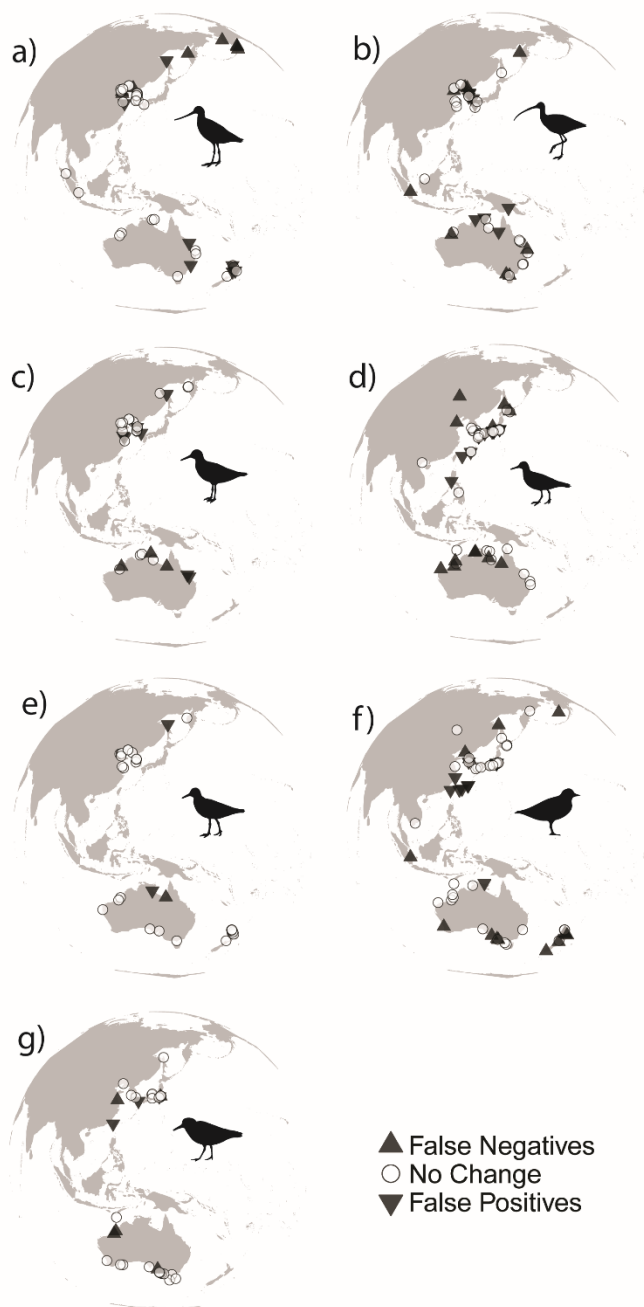 a)
b)
c)
d)
e)
f)
g)
False Negatives
No Change
False Positives